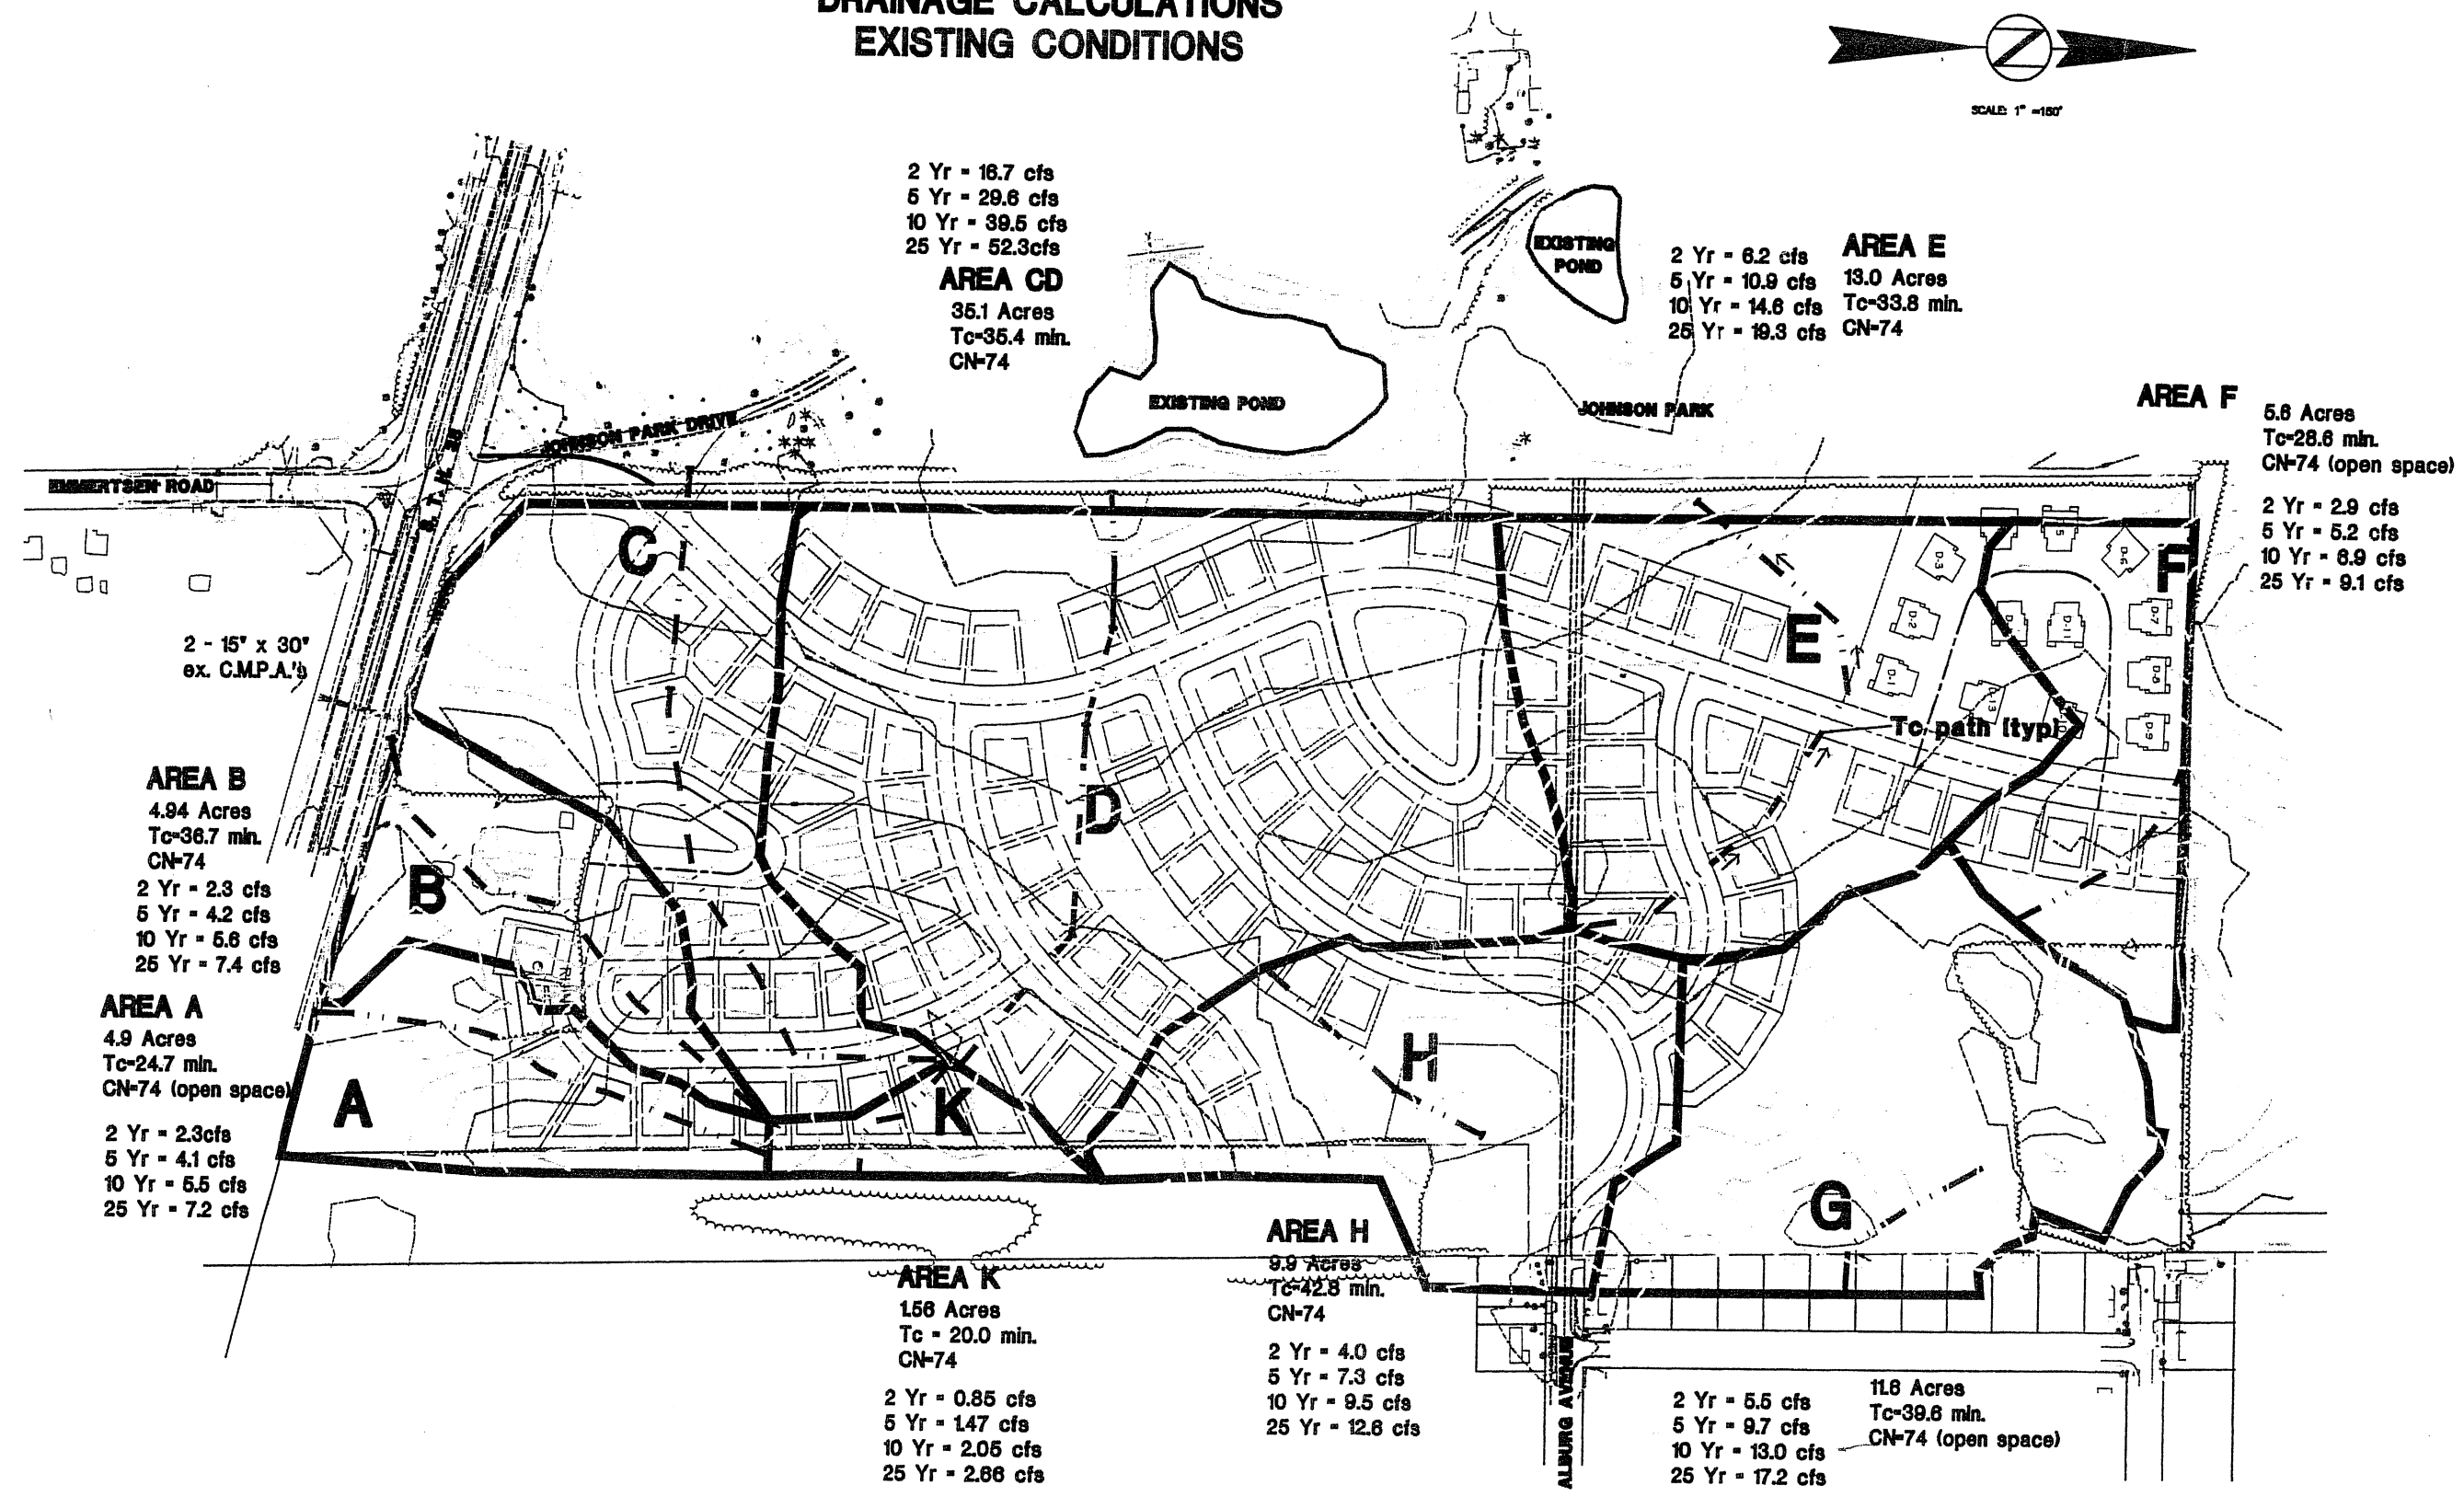 DRAINAGE CALCULATIONS
EXISTING CONDITIONS
Z
SCALE: 1" =150'
2 Yr = 16.7 cfs
5 Yr = 29.6 cfs
10 Yr = 39.5 cfs
25 Yr = 52.3cfs
AREA CD
35.1 Acres
Tc=35.4 min.
CN=74
EXISTING
POND
2 Yr = 6.2 cfs
5 Yr = 10.9 cfs
10 Yr = 14.6 cfs
25 Yr = 19.3 cfs
AREA E
13.0 Acres
Tc=33.8 min.
CN=74
EXISTING POND
JOHNSON PARK
AREA F
5.6 Acres
Tc=28.6 min.
CN=74 (open space)
2 Yr = 2.9 cfs
5 Yr = 5.2 cfs
10 Yr = 6.9 cfs
25 Yr = 9.1 cfs
JOHNSON PARK DRIVE
EMMERTSEN ROAD
S. T. H. 38
C
F
E
D-3
D-6
D-2
D-7
D-11
D-1
D-8
D-13
D-9
2 - 15" x 30"
ex. C.M.P.A.'s
Tc path (typ)
AREA B
4.94 Acres
Tc=36.7 min.
CN=74
2 Yr = 2.3 cfs
5 Yr = 4.2 cfs
10 Yr = 5.6 cfs
25 Yr = 7.4 cfs
B
D
AREA A
4.9 Acres
Tc=24.7 min.
CN=74 (open space)
2 Yr = 2.3cfs
5 Yr = 4.1 cfs
10 Yr = 5.5 cfs
25 Yr = 7.2 cfs
A
K
H
G
AREA K
1.56 Acres
Tc = 20.0 min.
CN=74
2 Yr = 0.85 cfs
5 Yr = 1.47 cfs
10 Yr = 2.05 cfs
25 Yr = 2.66 cfs
AREA H
9.9 Acres
Tc=42.8 min.
CN=74
2 Yr = 4.0 cfs
5 Yr = 7.3 cfs
10 Yr = 9.5 cfs
25 Yr = 12.6 cfs
ALBURG AVENUE
2 Yr = 5.5 cfs
5 Yr = 9.7 cfs
10 Yr = 13.0 cfs
25 Yr = 17.2 cfs
11.6 Acres
Tc=39.6 min.
CN=74 (open space)